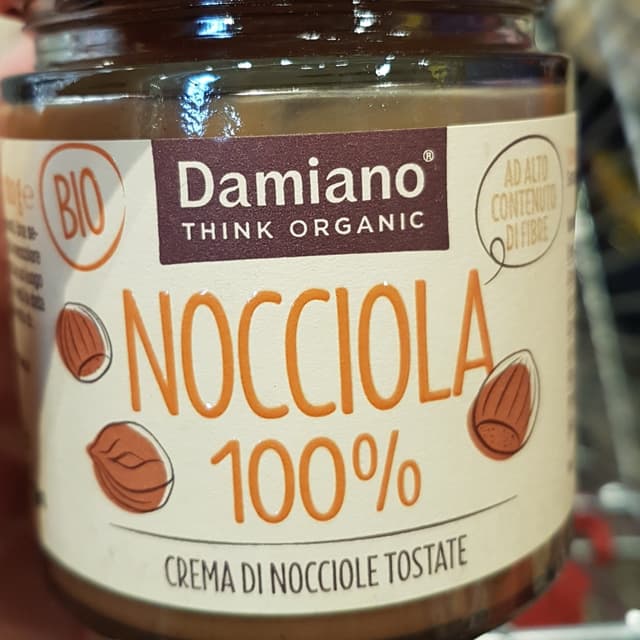 BIO
Damiano®
THINK ORGANIC
AD ALTO
CONTENUTO
DI FIBRE
NOCCIOLA
100%
CREMA DI NOCCIOLE TOSTATE